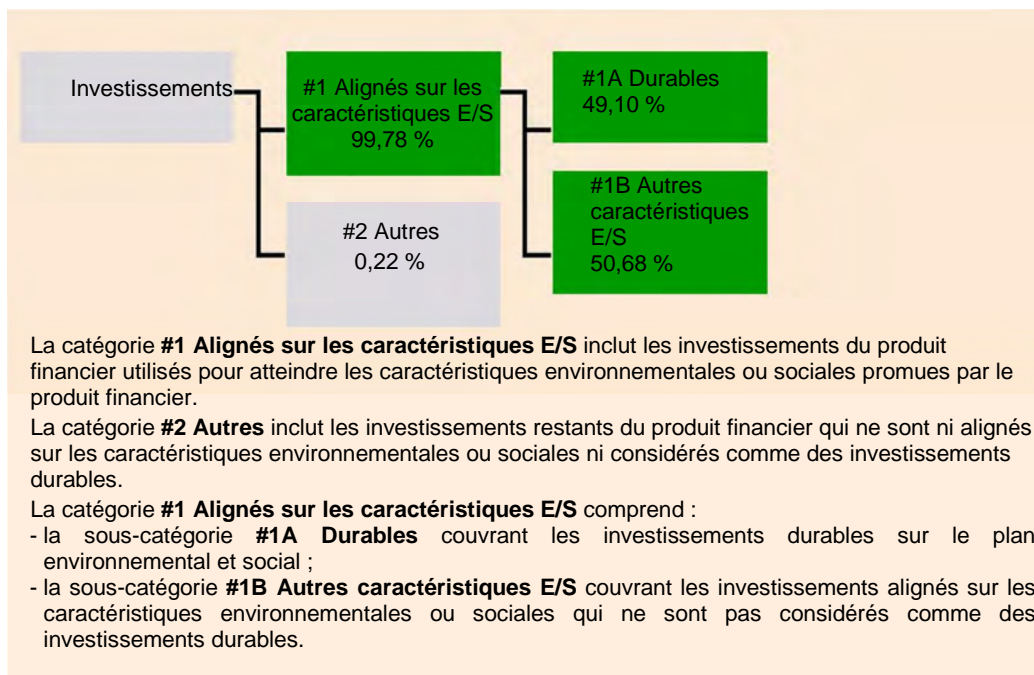 Investissements
#1 Alignés sur les
caractéristiques E/S
99,78 %
#2 Autres
0,22 %
#1A Durables
49,10 %
#1B Autres
caractéristiques
E/S
50,68 %
La catégorie #1 Alignés sur les caractéristiques E/S inclut les investissements du produit
financier utilisés pour atteindre les caractéristiques environnementales ou sociales promues par le
produit financier.
La catégorie #2 Autres inclut les investissements restants du produit financier qui ne sont ni alignés
sur les caractéristiques environnementales ou sociales ni considérés comme des investissements
durables.
La catégorie #1 Alignés sur les caractéristiques E/S comprend :
- la sous-catégorie #1A Durables couvrant les investissements durables sur le plan
environnemental et social ;
- la sous-catégorie #1B Autres caractéristiques E/S couvrant les investissements alignés sur les
caractéristiques environnementales ou sociales qui ne sont pas considérés comme des
investissements durables.